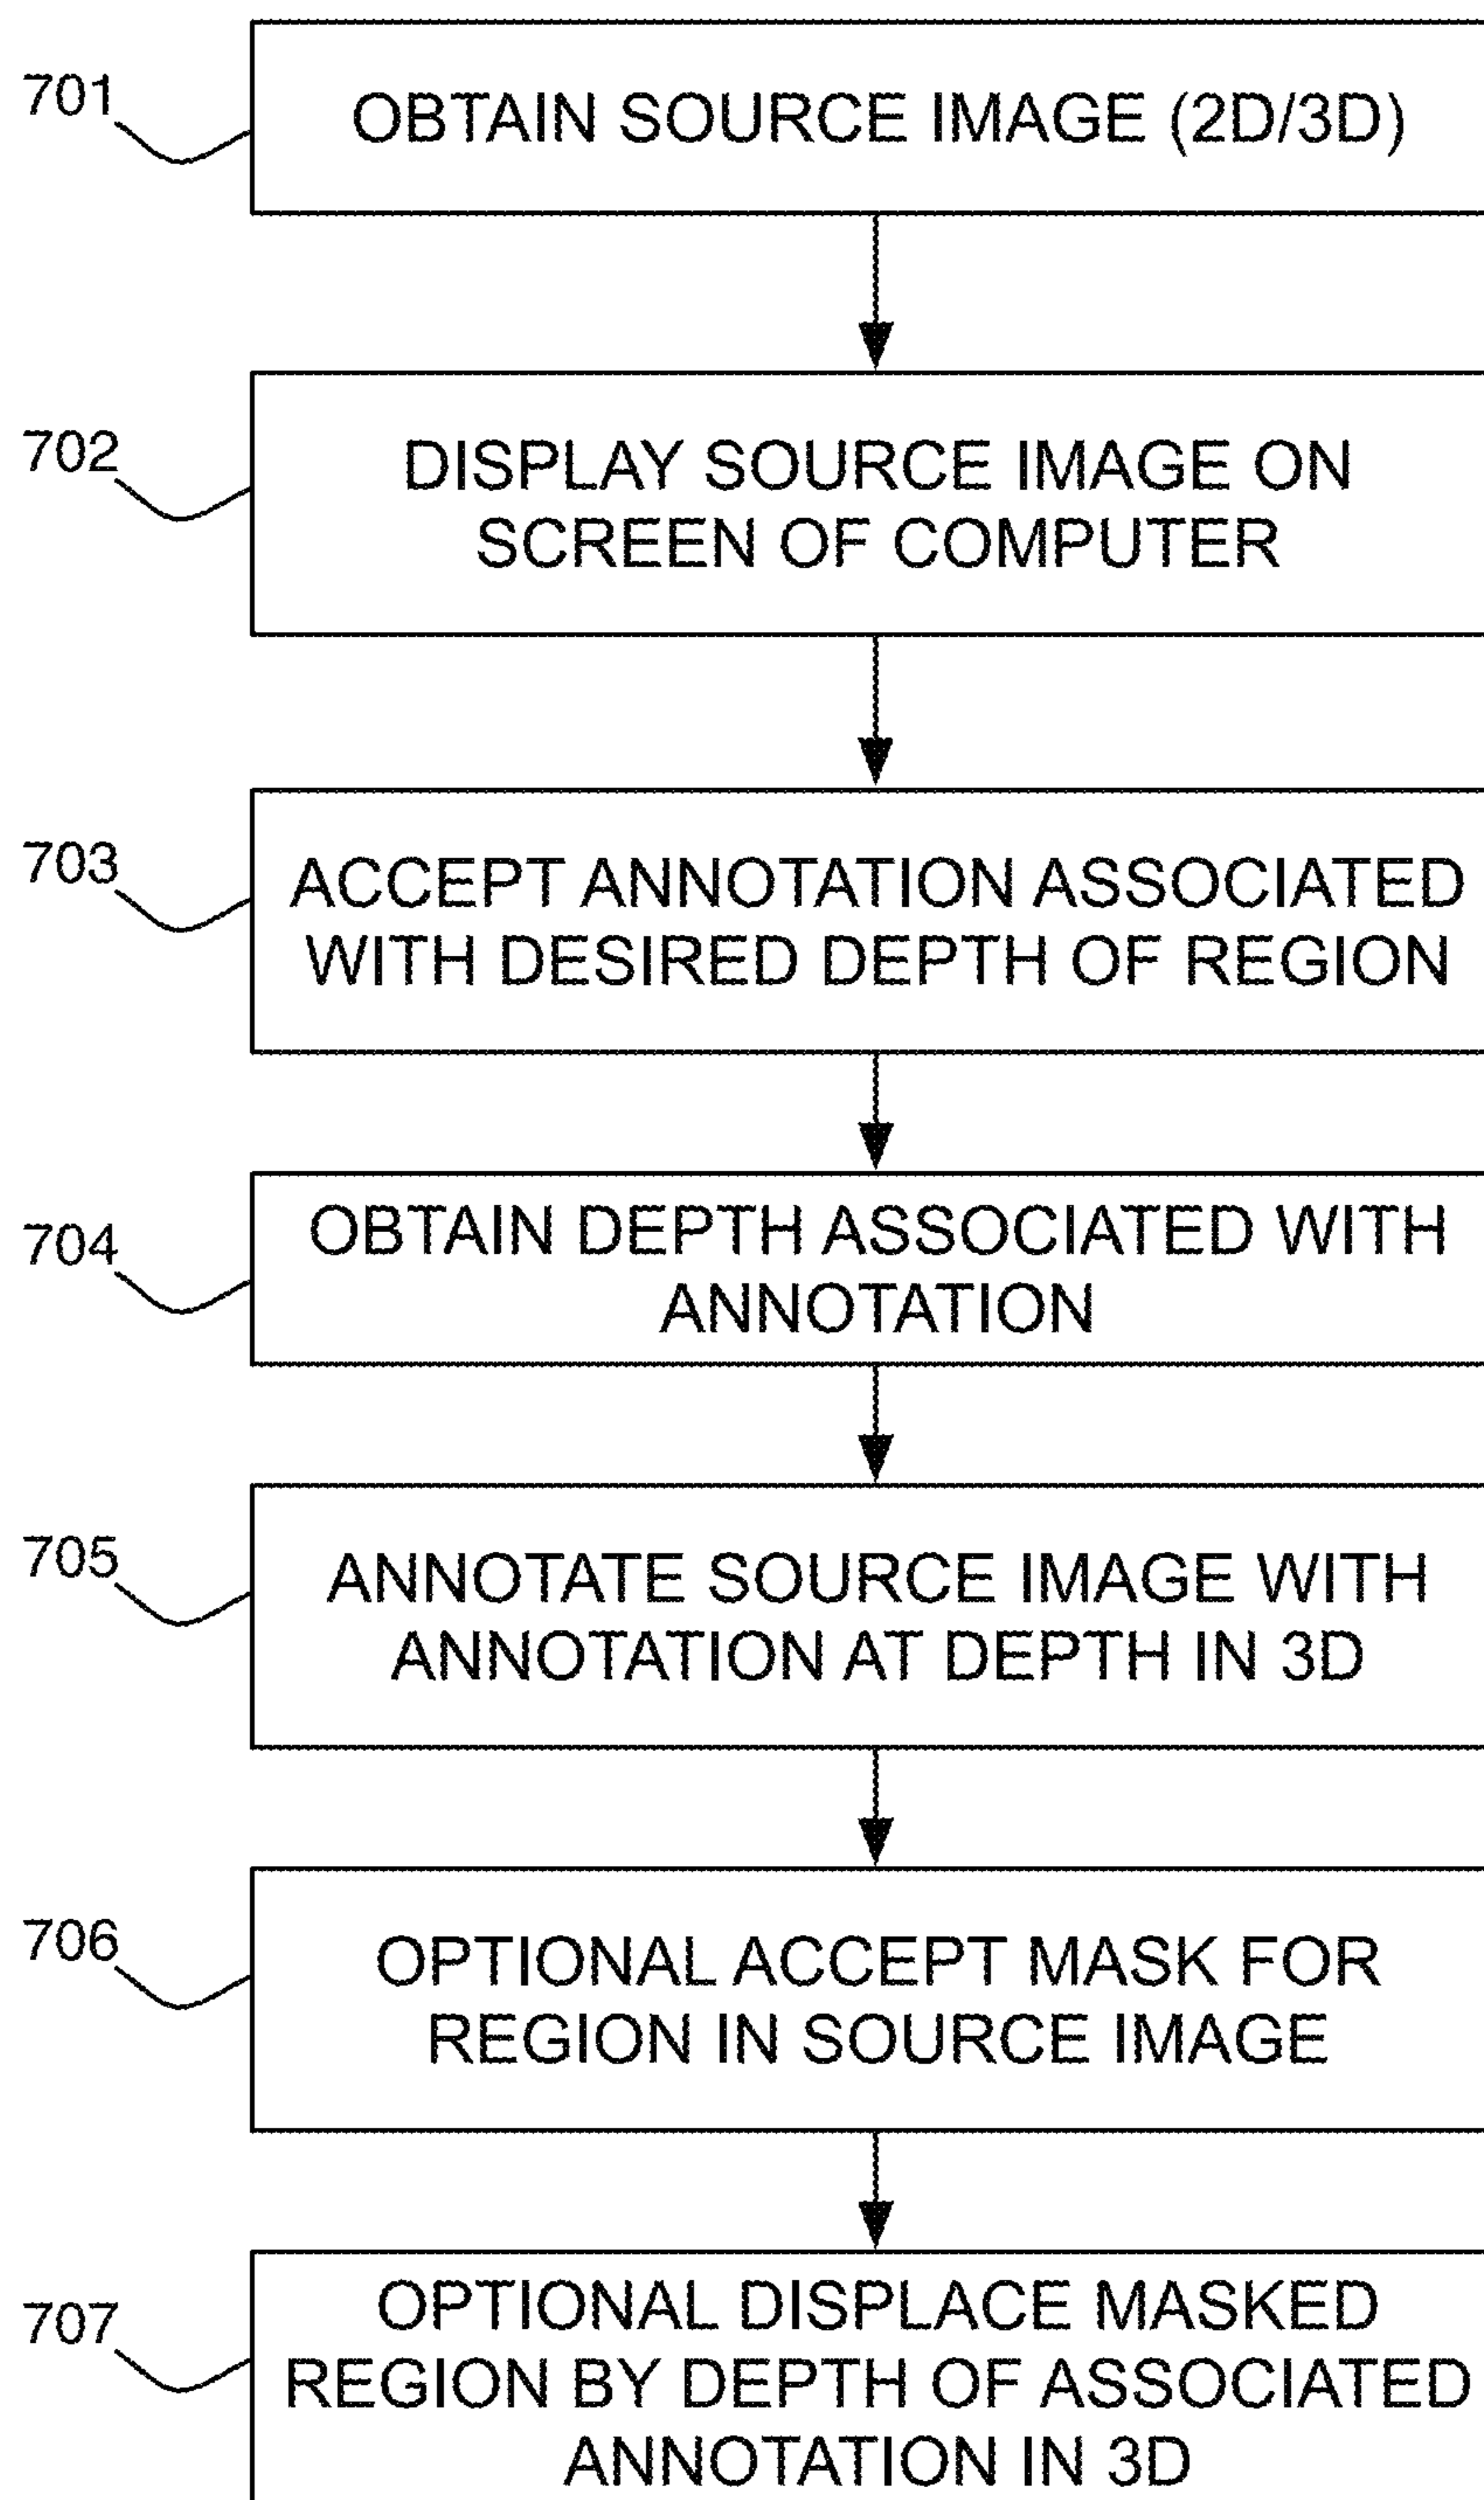 701
OBTAIN SOURCE IMAGE (2D/3D)
702
DISPLAY SOURCE IMAGE ON
SCREEN OF COMPUTER
703
ACCEPT ANNOTATION ASSOCIATED
WITH DESIRED DEPTH OF REGION
704
OBTAIN DEPTH ASSOCIATED WITH
ANNOTATION
705
ANNOTATE SOURCE IMAGE WITH
ANNOTATION AT DEPTH IN 3D
706
OPTIONAL ACCEPT MASK FOR
REGION IN SOURCE IMAGE
707
OPTIONAL DISPLACE MASKED
REGION BY DEPTH OF ASSOCIATED
ANNOTATION IN 3D